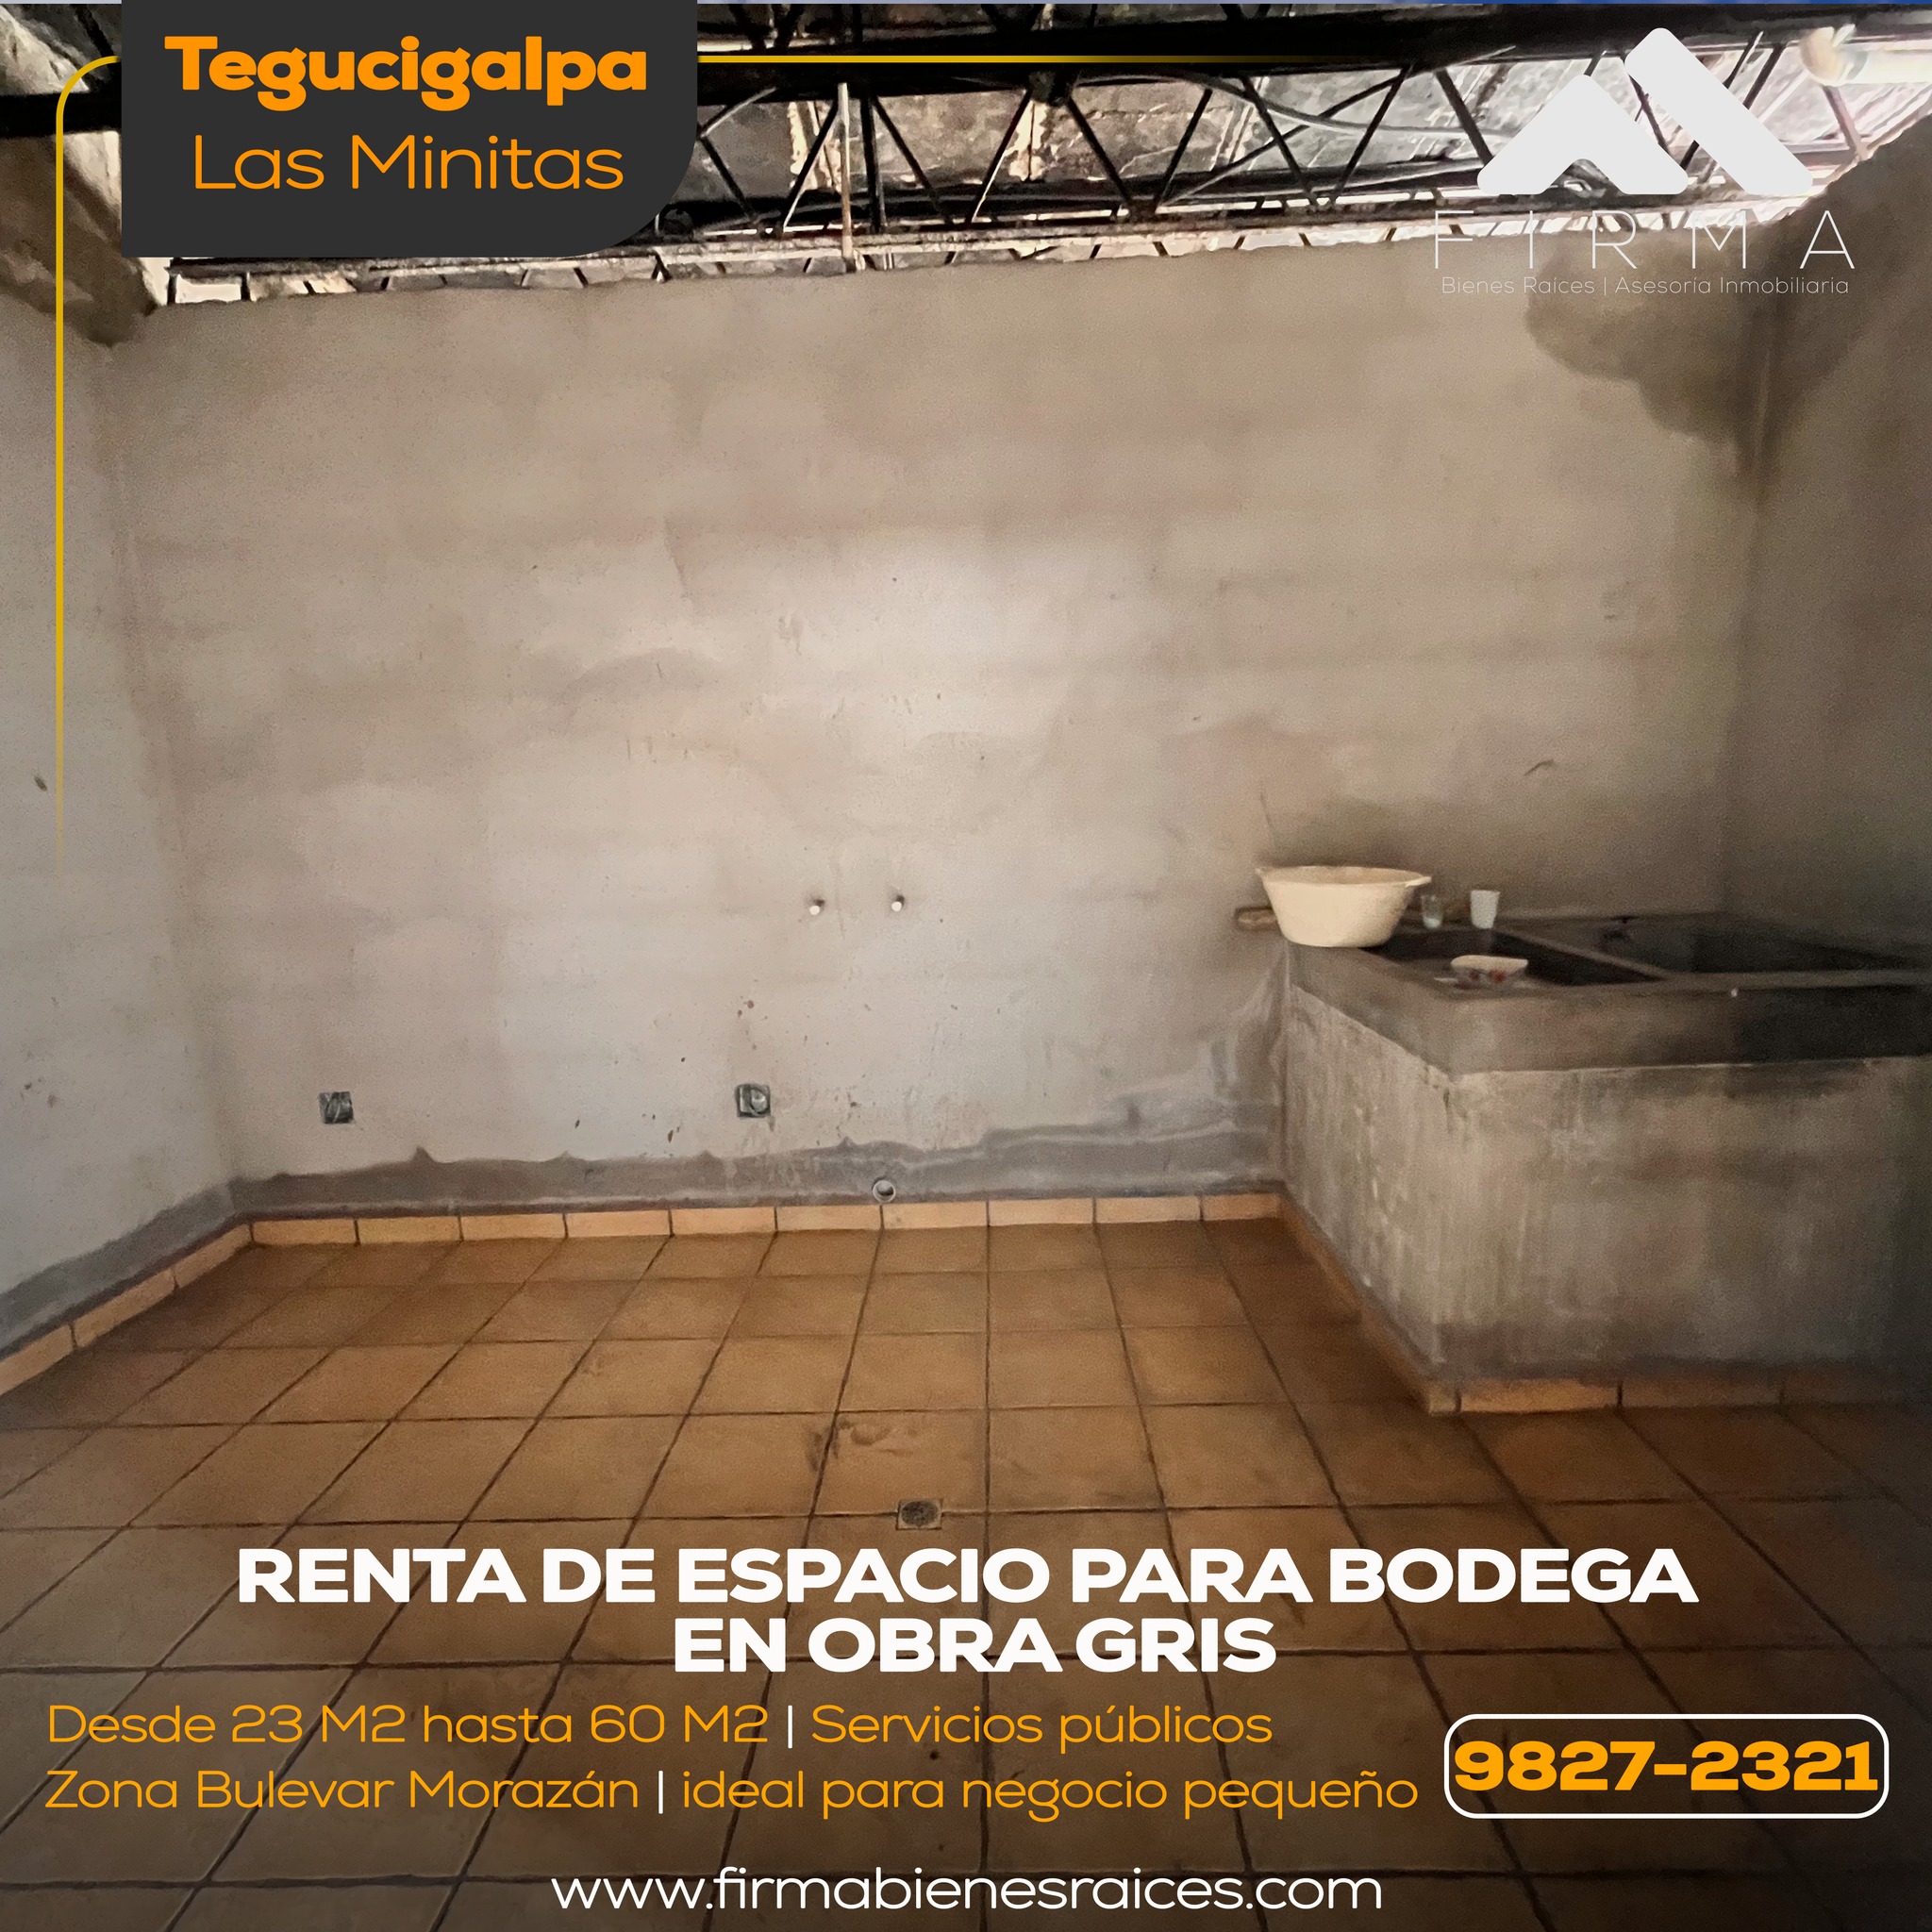 Tegucigalpa
Las Minitas
FIRMA
Bienes Raíces | Asesoría Inmobiliaria
RENTA DE ESPACIO PARA BODEGA
EN OBRA GRIS
Desde 23 M2 hasta 60 M2 | Servicios públicos
Zona Bulevar Morazán | ideal para negocio pequeño
9827-2321
www.firmabienesraices.com